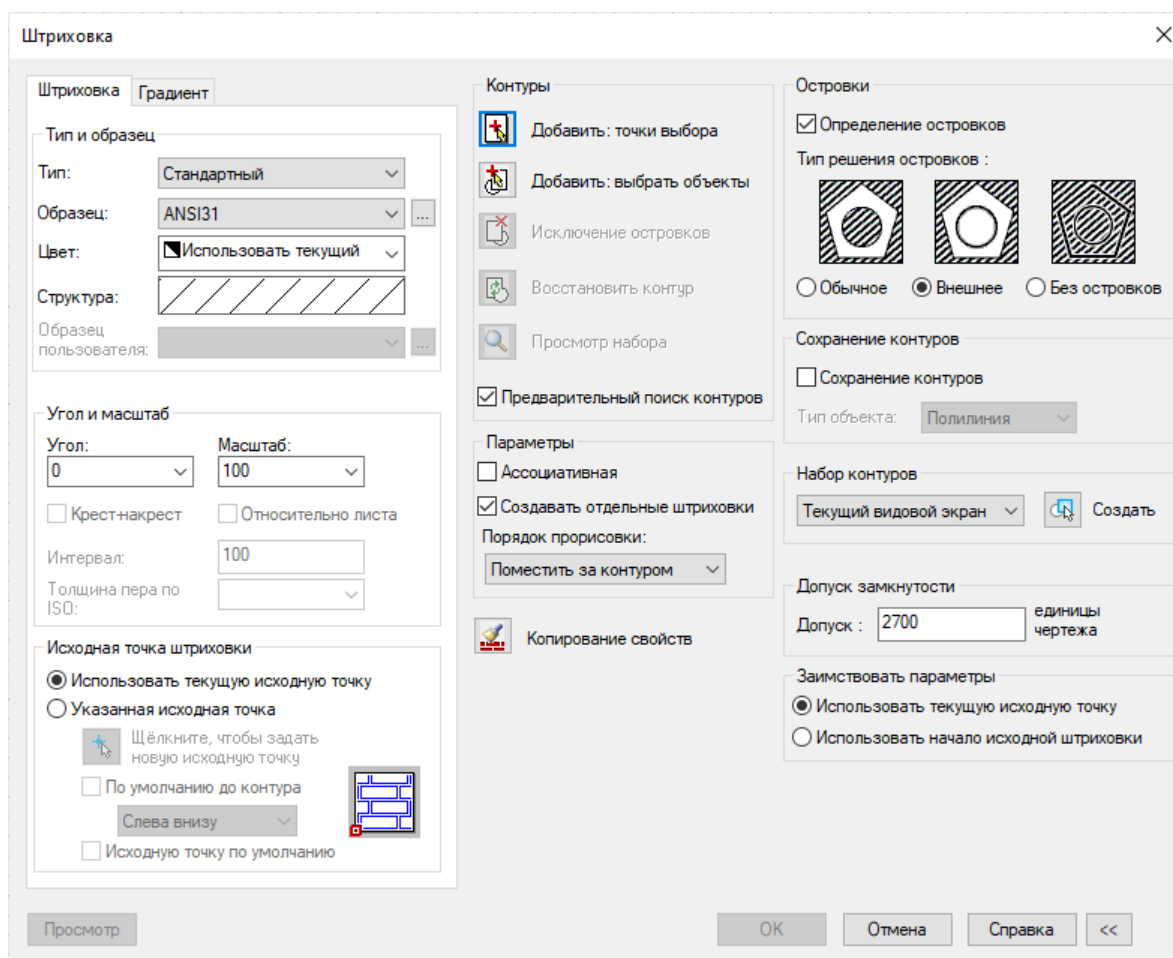 Штриховка
Штриховка
Градиент
Тип и образец
Тип:
Стандартный
Образец:
ANSI31
...
Цвет:
Использовать текущий
Структура:
Образец
пользователя:
...
Угол и масштаб
Угол:
Масштаб:
0
100
Крест-накрест
Относительно листа
Интервал:
100
Толщина пера по
ISO:
Исходная точка штриховки
Использовать текущую исходную точку
Указанная исходная точка
Щёлкните, чтобы задать
новую исходную точку
По умолчанию до контура
Слева внизу
Исходную точку по умолчанию
Контуры
Добавить: точки выбора
Добавить: выбрать объекты
Исключение островков
Восстановить контур
Просмотр набора
Предварительный поиск контуров
Параметры
Ассоциативная
Создавать отдельные штриховки
Порядок прорисовки:
Поместить за контуром
Копирование свойств
Островки
Определение островков
Тип решения островков :
Обычное
Внешнее
Без островков
Сохранение контуров
Сохранение контуров
Тип объекта:
Полилиния
Набор контуров
Текущий видовой экран
Создать
Допуск замкнутости
Допуск :
2700
единицы
чертежа
Заимствовать параметры
Использовать текущую исходную точку
Использовать начало исходной штриховки
Просмотр
OK
Отмена
Справка
<<